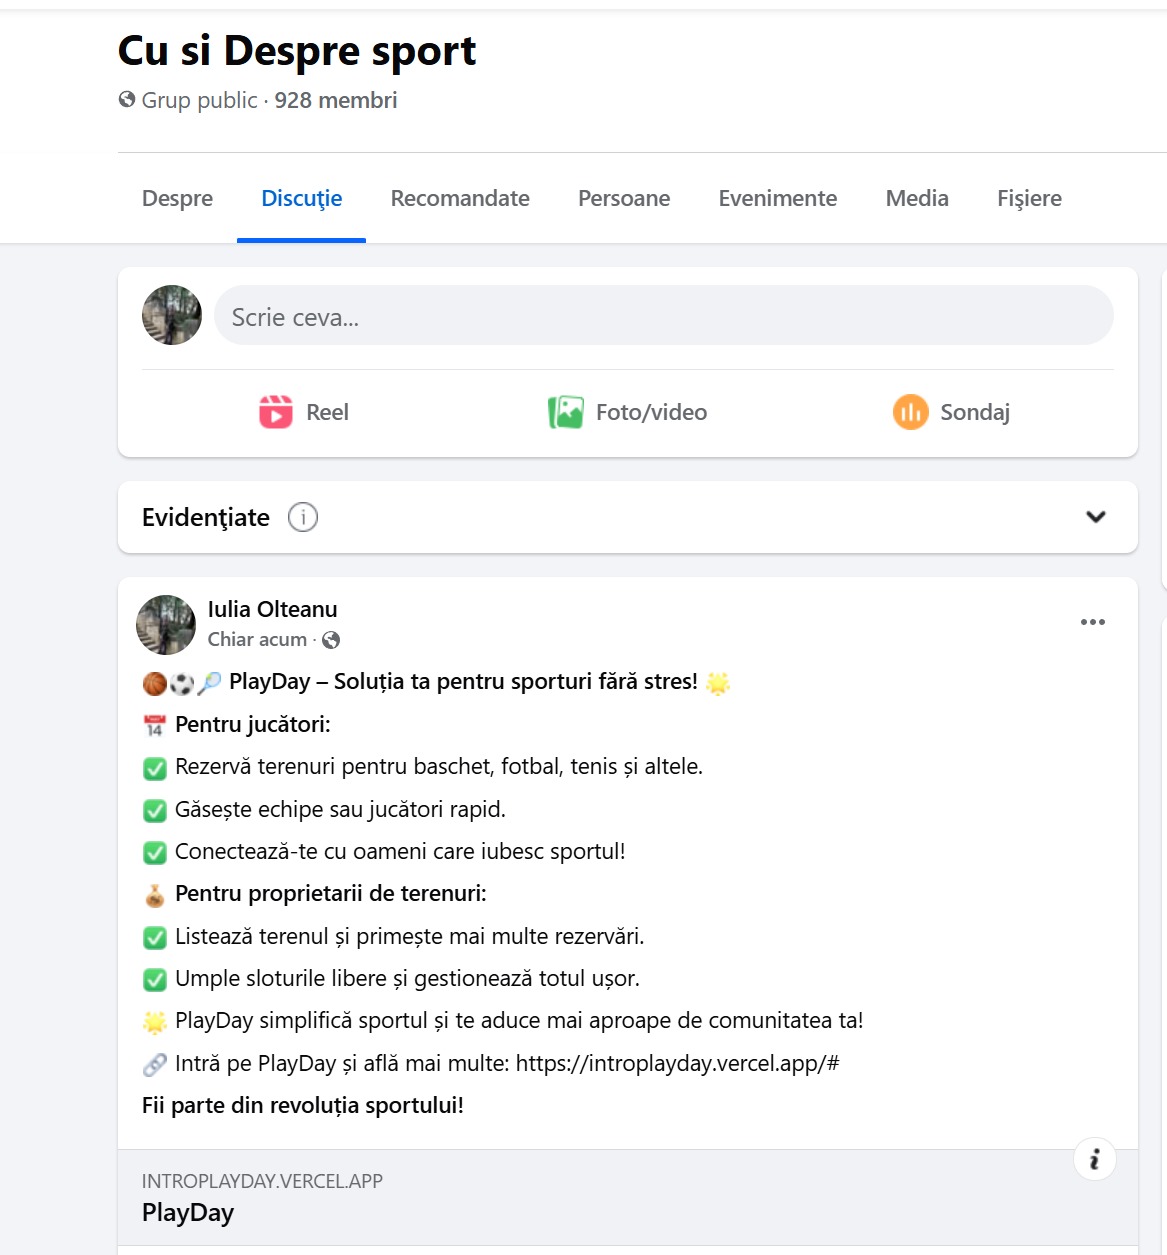 Cu si Despre sport
Grup public · 928 membri
Despre
Discuţie
Recomandate
Persoane
Evenimente
Media
Fişiere
Scrie ceva...
Reel
Foto/video
Sondaj
Evidenţiate
Iulia Olteanu
Chiar acum ·
🏀⚽🎾 PlayDay – Soluția ta pentru sporturi fără stres! 🌟
📅 Pentru jucători:
✅ Rezervă terenuri pentru baschet, fotbal, tenis și altele.
✅ Găsește echipe sau jucători rapid.
✅ Conectează-te cu oameni care iubesc sportul!
💰 Pentru proprietarii de terenuri:
✅ Listează terenul și primește mai multe rezervări.
✅ Umple sloturile libere și gestionează totul ușor.
🌟 PlayDay simplifică sportul și te aduce mai aproape de comunitatea ta!
🔗 Intră pe PlayDay și află mai multe: https://introplayday.vercel.app/#
Fii parte din revoluția sportului!
INTROPLAYDAY.VERCEL.APP
PlayDay